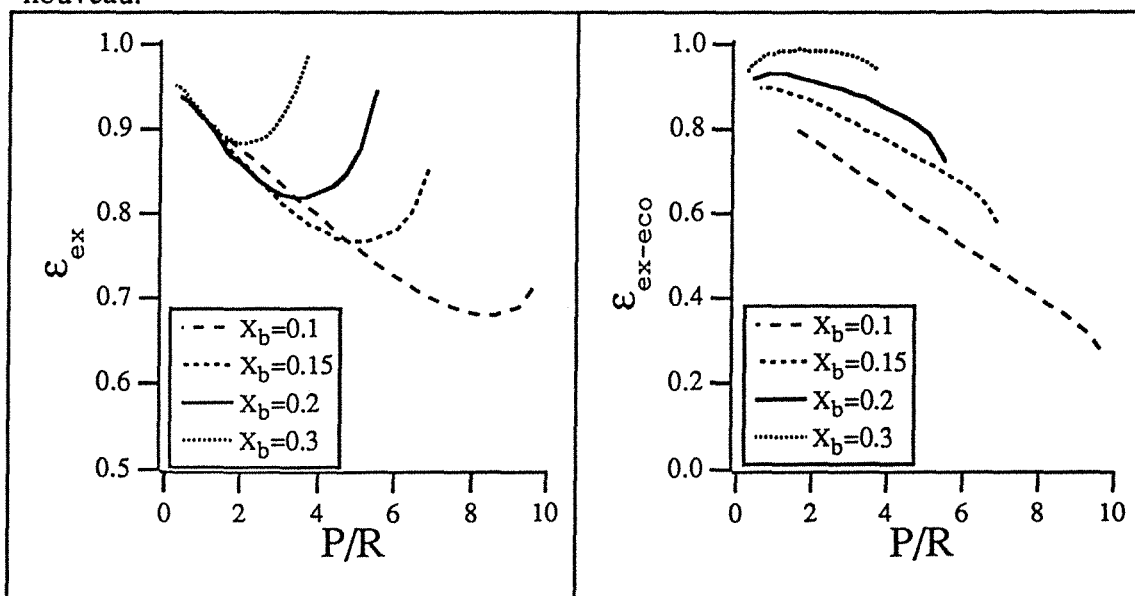 nouveau.
1.0
0.9
0.8
0.7
0.6
0.5
ε_ex
X_b=0.1
X_b=0.15
X_b=0.2
X_b=0.3
0 2 4 6 8 10
P/R
1.0
0.8
0.6
0.4
0.2
0.0
ε_ex-eco
X_b=0.1
X_b=0.15
X_b=0.2
X_b=0.3
0 2 4 6 8 10
P/R